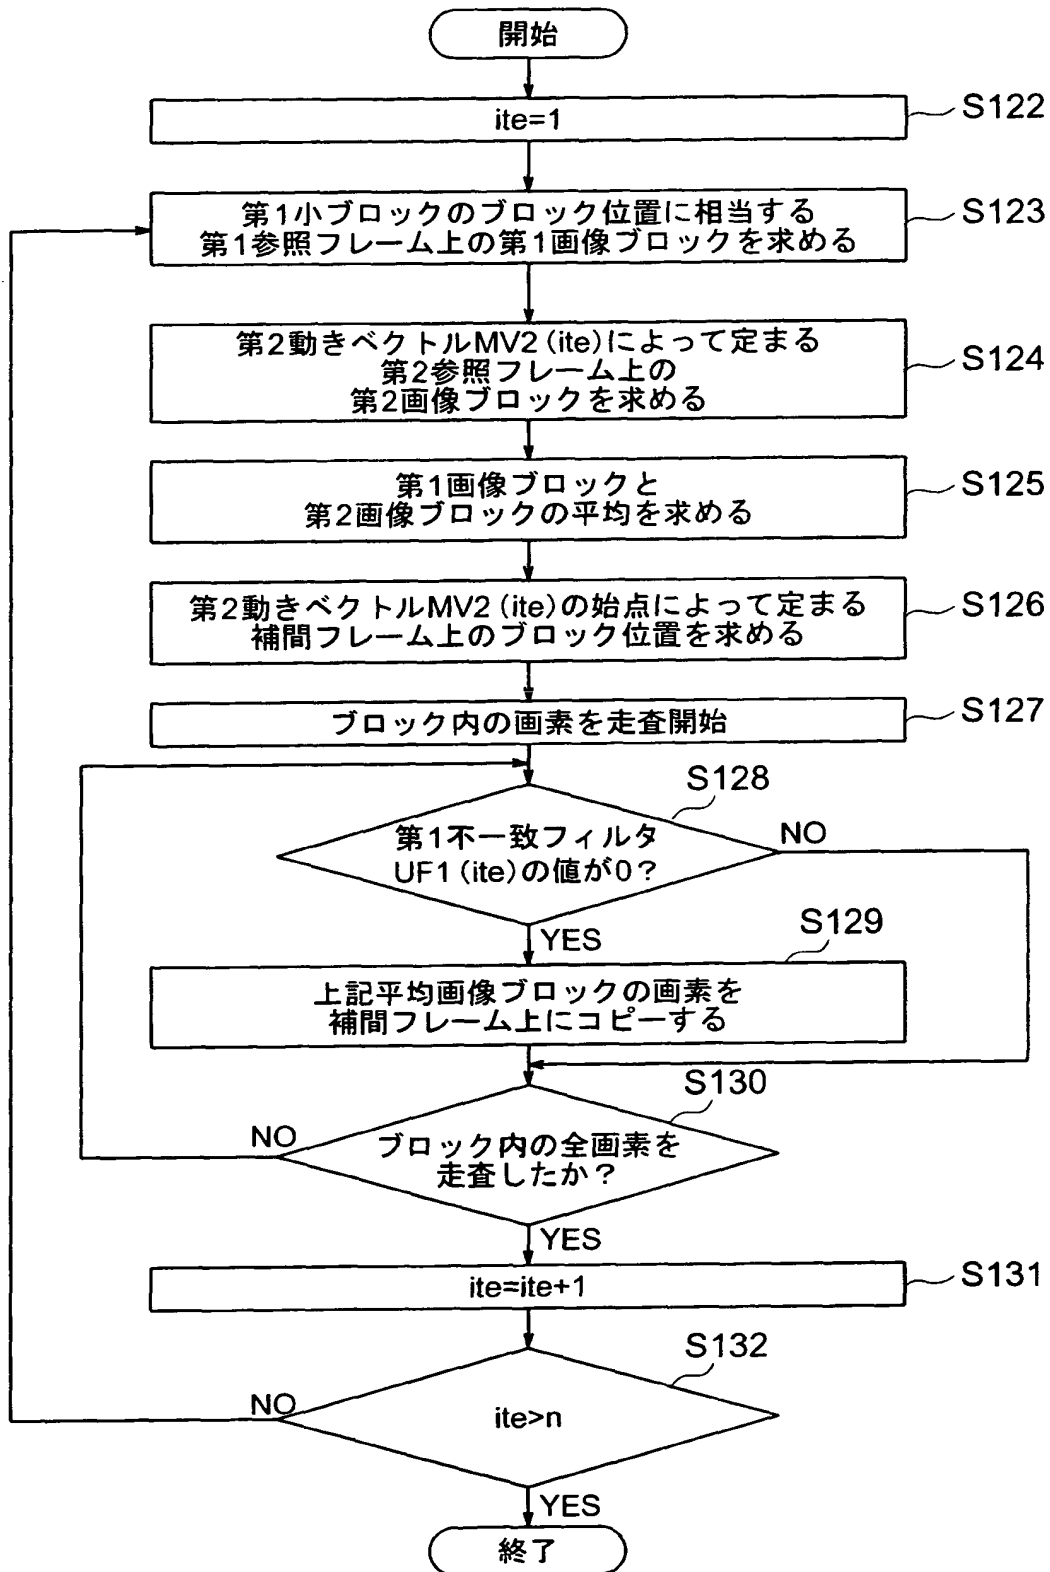 開始
ite=1
S122
第1小ブロックのブロック位置に相当する
第1参照フレーム上の第1画像ブロックを求める
S123
第2動きベクトルMV2(ite)によって定まる
第2参照フレーム上の
第2画像ブロックを求める
S124
第1画像ブロックと
第2画像ブロックの平均を求める
S125
第2動きベクトルMV2(ite)の始点によって定まる
補間フレーム上のブロック位置を求める
S126
ブロック内の画素を走査開始
S127
S128
第1不一致フィルタ
UF1(ite)の値が0?
NO
YES
S129
上記平均画像ブロックの画素を
補間フレーム上にコピーする
S130
NO
ブロック内の全画素を
走査したか?
YES
ite=ite+1
S131
S132
NO
ite>n
YES
終了